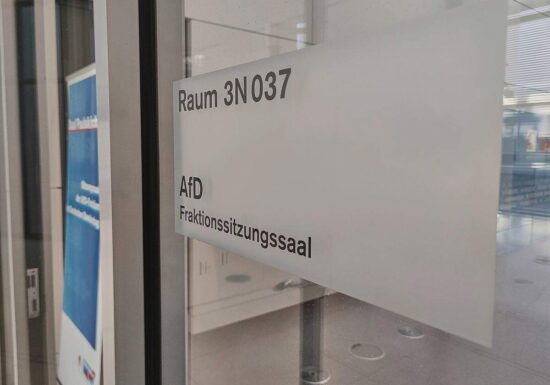 Raum 3N 037
AfD
Fraktionssitzungssaal